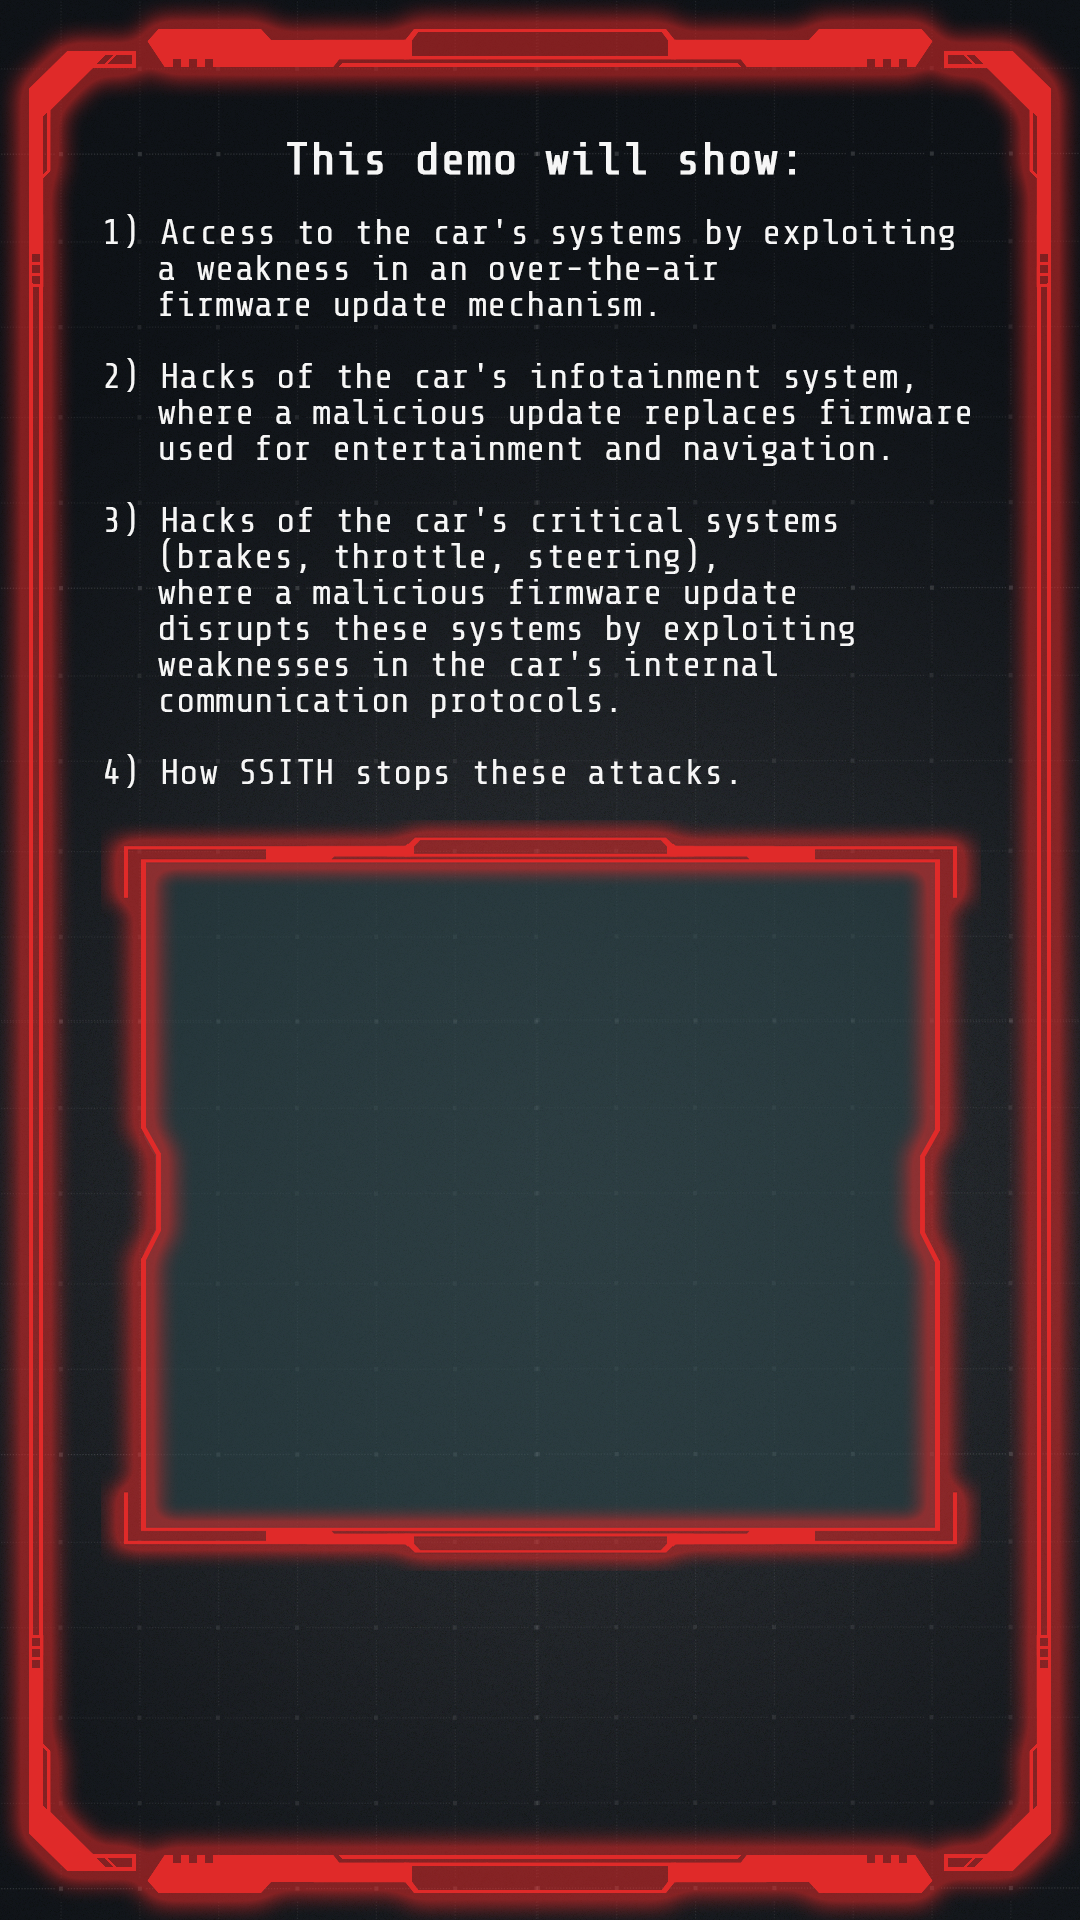 This demo will show:
1) Access to the car's systems by exploiting
a weakness in an over-the-air
firmware update mechanism.
2) Hacks of the car's infotainment system,
where a malicious update replaces firmware
used for entertainment and navigation.
3) Hacks of the car's critical systems
(brakes, throttle, steering),
where a malicious firmware update
disrupts these systems by exploiting
weaknesses in the car's internal
communication protocols.
4) How SSITH stops these attacks.